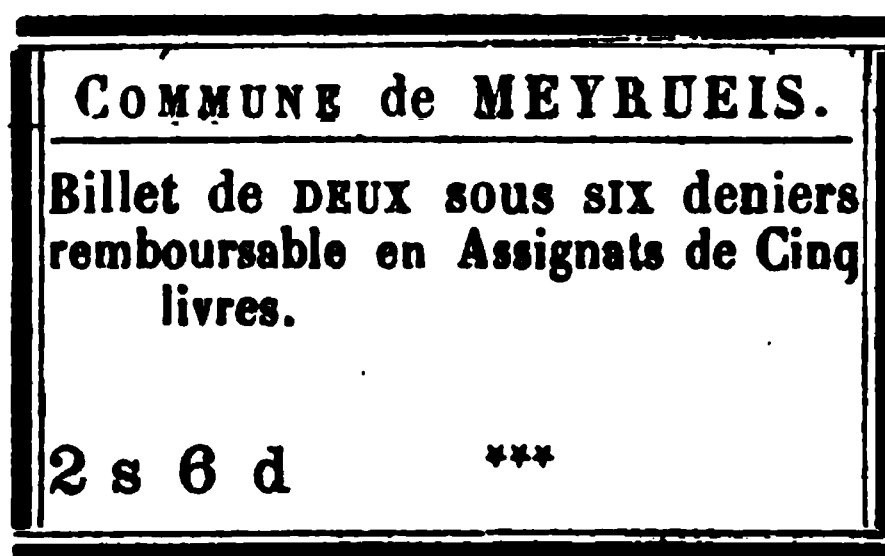 COMMUNE de MEYRUEIS.
Billet de DEUX sous SIX deniers
remboursable en Assignats de Cinq
livres.
2 s 6 d ***